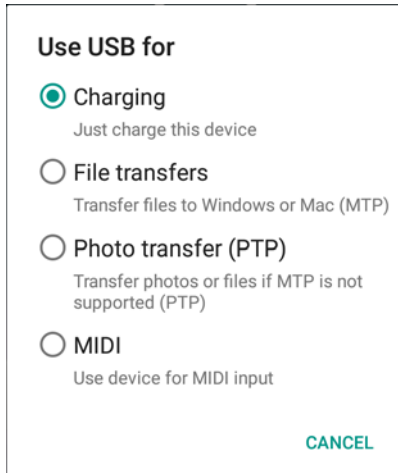 Use USB for
Charging
Just charge this device
File transfers
Transfer files to Windows or Mac (MTP)
Photo transfer (PTP)
Transfer photos or files if MTP is not
supported (PTP)
MIDI
Use device for MIDI input
CANCEL